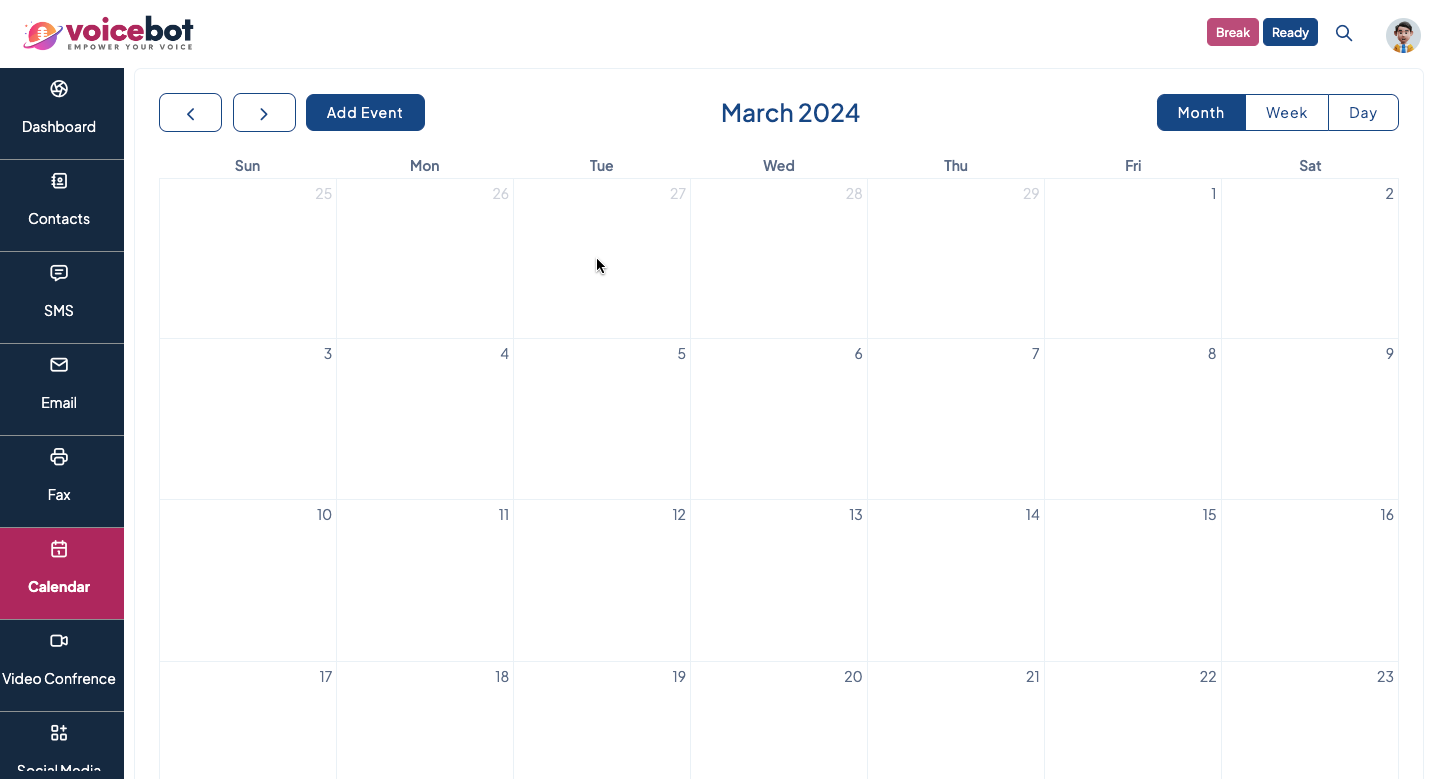 voicebot
EMPOWER YOUR VOICE
Break
Ready
Dashboard
Contacts
SMS
Email
Fax
Calendar
Video Confrence
Social Media
Add Event
March 2024
Month
Week
Day
Sun Mon Tue Wed Thu Fri Sat
25 26 27 28 29 1 2
3 4 5 6 7 8 9
10 11 12 13 14 15 16
17 18 19 20 21 22 23